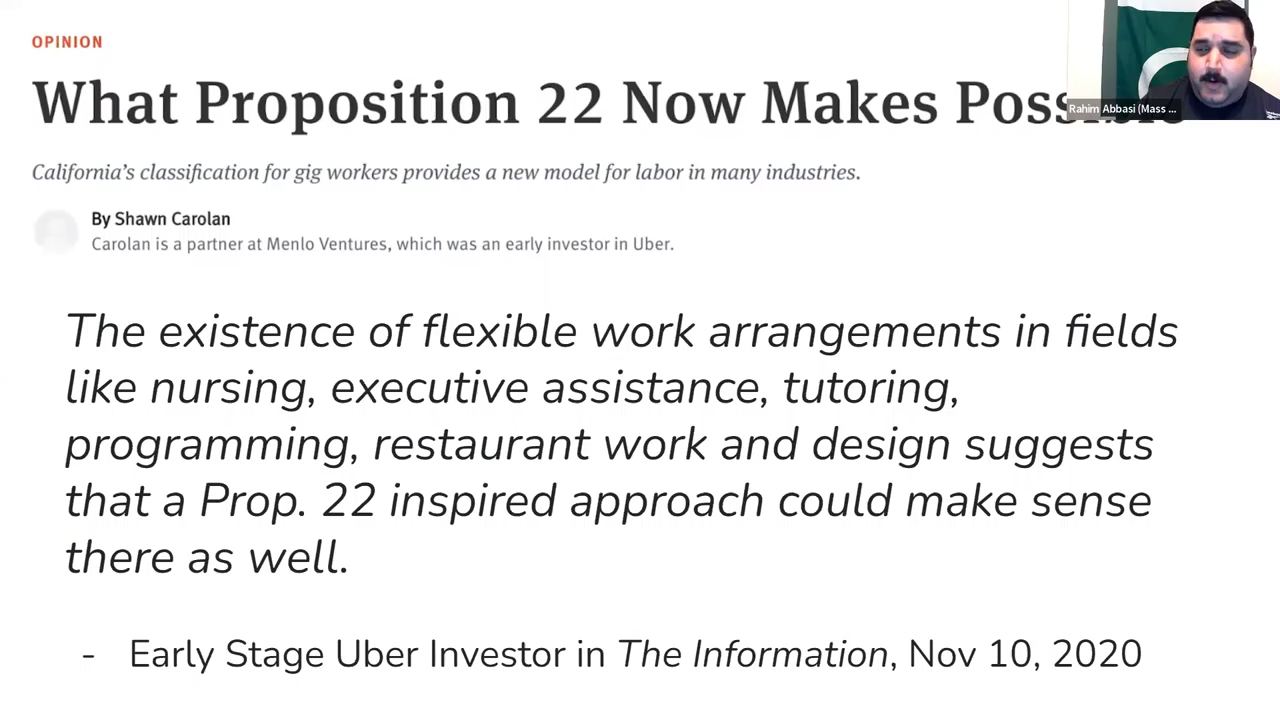 OPINION
What Proposition 22 Now Makes
Rahim Abbasi (Mass ...
California's classification for gig workers provides a new model for labor in many industries.
By Shawn Carolan
Carolan is a partner at Menlo Ventures, which was an early investor in Uber.
The existence of flexible work arrangements in fields
like nursing, executive assistance, tutoring,
programming, restaurant work and design suggests
that a Prop. 22 inspired approach could make sense
there as well.
- Early Stage Uber Investor in The Information, Nov 10, 2020